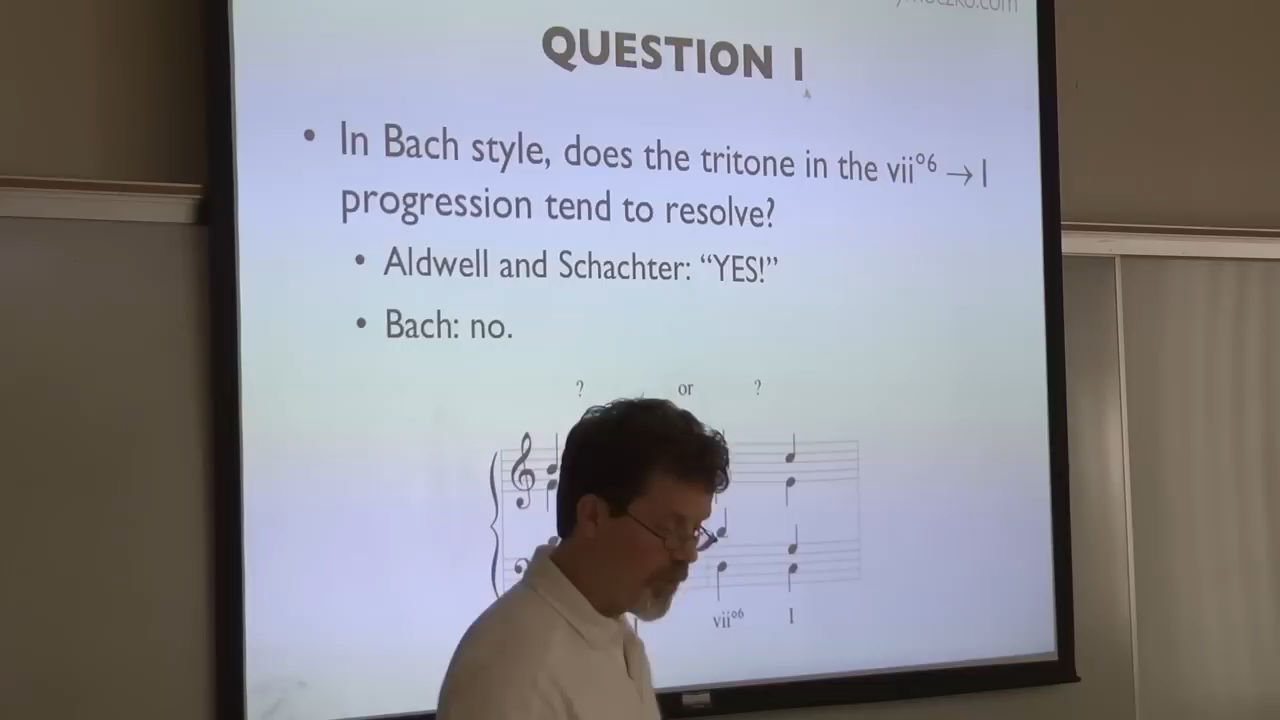 QUESTION 1
• In Bach style, does the tritone in the vii°⁶ → I
progression tend to resolve?
• Aldwell and Schachter: “YES!”
• Bach: no.
? or ?
vii°⁶ I